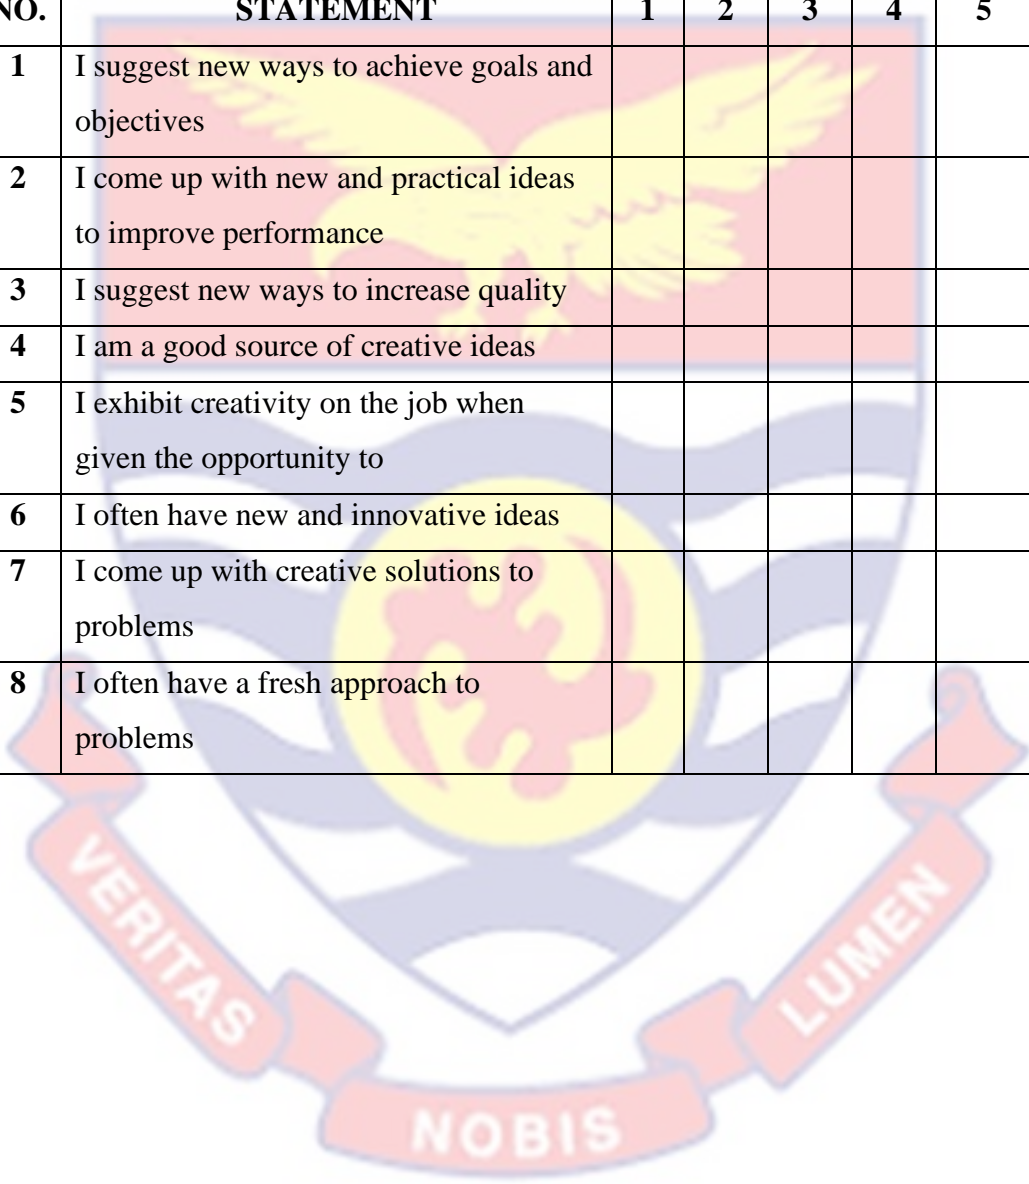 NO. STATEMENT 1 2 3 4 5
1 I suggest new ways to achieve goals and
objectives
2 I come up with new and practical ideas
to improve performance
3 I suggest new ways to increase quality
4 I am a good source of creative ideas
5 I exhibit creativity on the job when
given the opportunity to
6 I often have new and innovative ideas
7 I come up with creative solutions to
problems
8 I often have a fresh approach to
problems
VERITAS
NOBIS
LUMEN